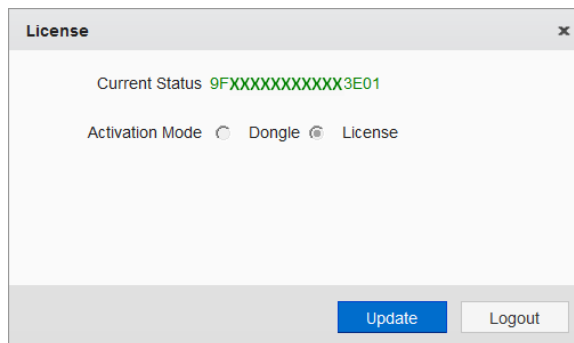 License
Current Status 9FXXXXXXXXXXX3E01
Activation Mode Dongle License
Update Logout